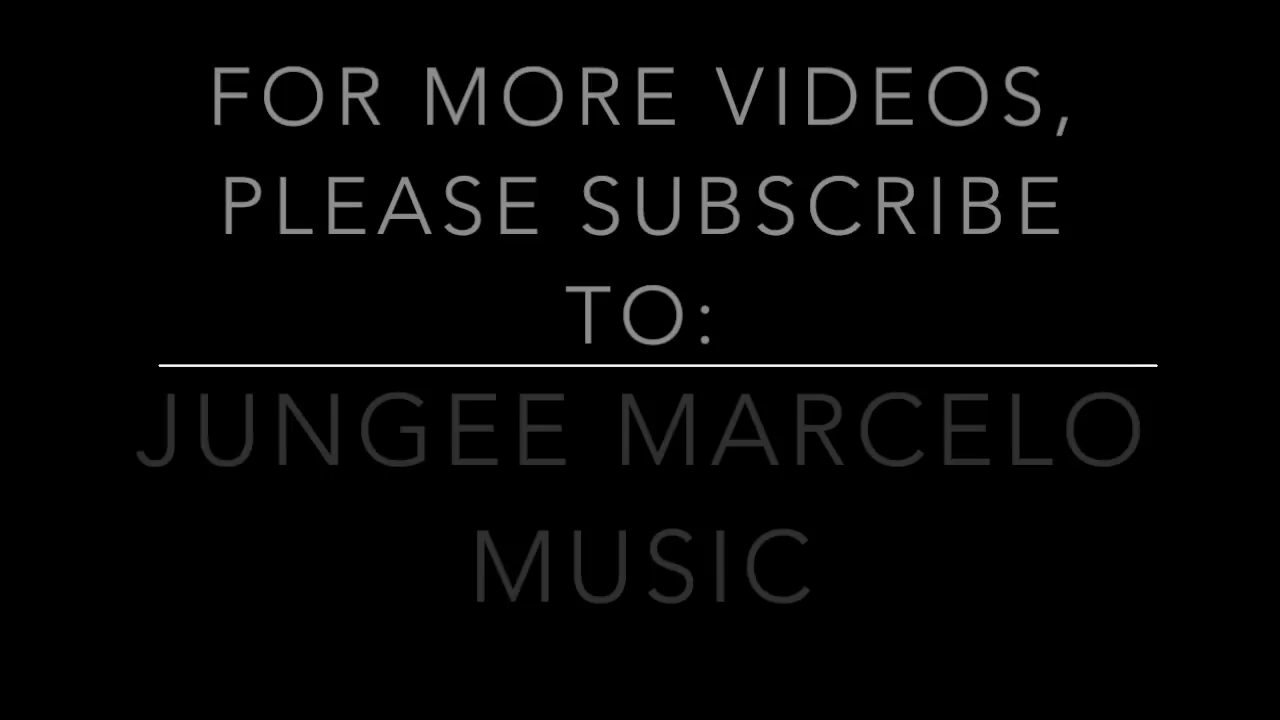 FOR MORE VIDEOS,
PLEASE SUBSCRIBE
TO:
JUNGEE MARCELO
MUSIC